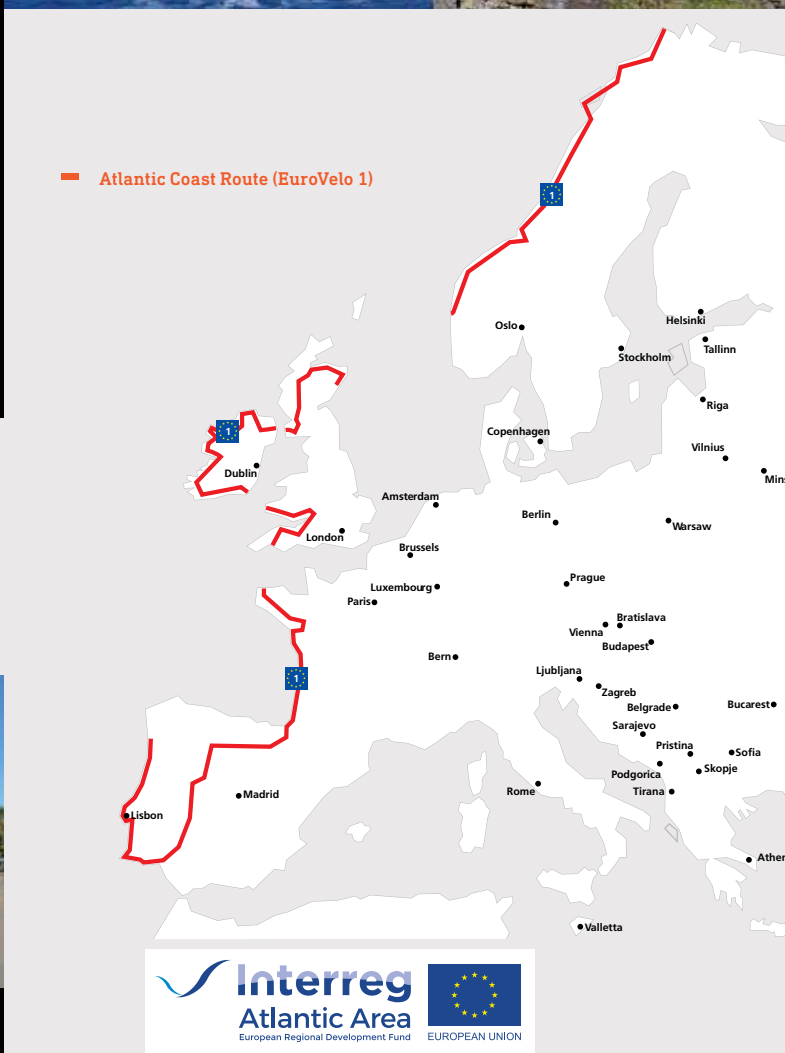 1
Atlantic Coast Route (EuroVelo 1)
Oslo
Helsinki
Tallinn
Stockholm
Riga
1
Copenhagen
Vilnius
Dublin
Mins
Amsterdam
Berlin
Warsaw
London
Brussels
Prague
Luxembourg
Paris
Bratislava
Vienna
Budapest
Bern
Ljubljana
1
Zagreb
Belgrade
Bucarest
Sarajevo
Pristina
Sofia
Podgorica
Skopje
Rome
Tirana
Madrid
Lisbon
Athen
Valletta
Interreg
Atlantic Area
European Regional Development Fund
EUROPEAN UNION